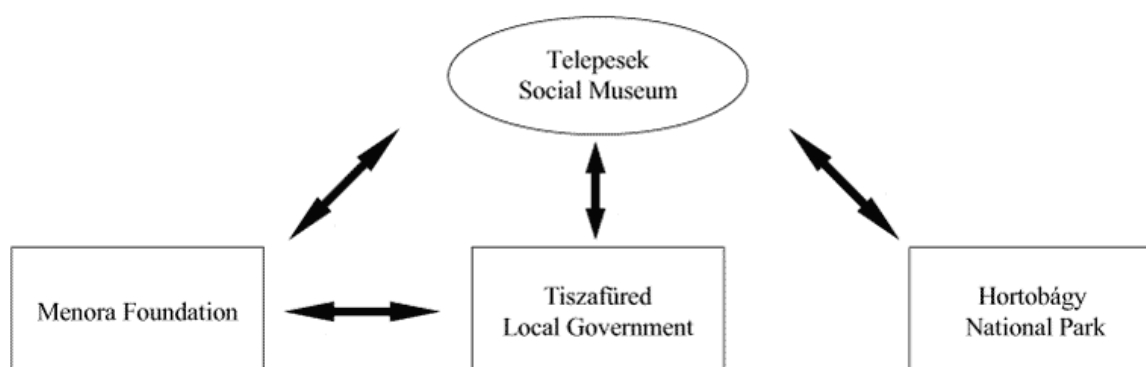 Telepesek
Social Museum
Menora Foundation
Tiszafüred
Local Government
Hortobágy
National Park